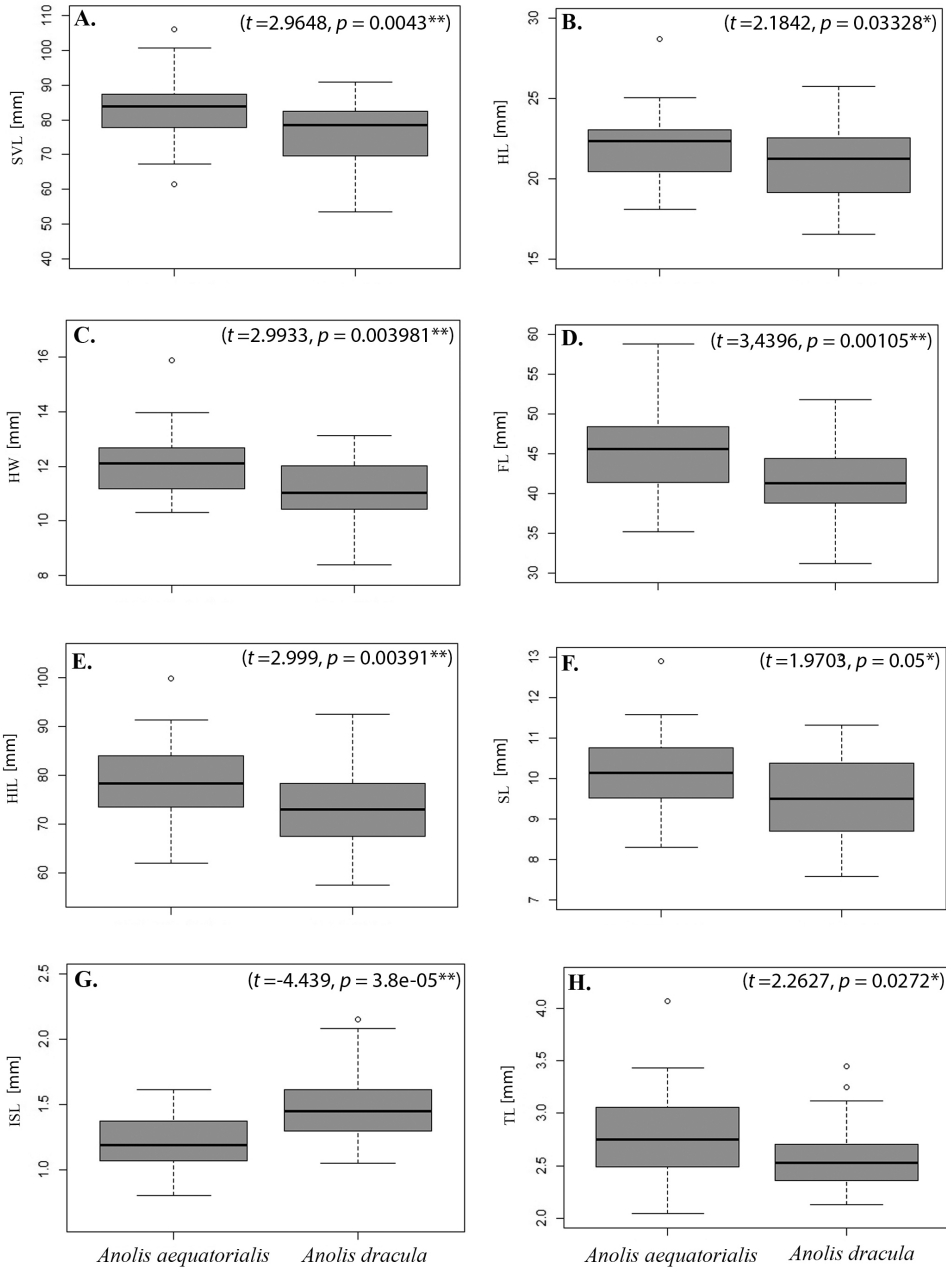 A. (t =2.9648, p = 0.0043**)
SVL [mm]
110
100
90
80
70
60
50
40
B. (t =2.1842, p = 0.03328*)
HL [mm]
30
25
20
15
C. (t =2.9933, p = 0.003981**)
HW [mm]
16
14
12
10
8
D. (t =3,4396, p = 0.00105**)
FL [mm]
60
55
50
45
40
35
30
E. (t =2.999, p = 0.00391**)
HIL [mm]
100
90
80
70
60
F. (t =1.9703, p = 0.05*)
SL [mm]
13
12
11
10
9
8
7
G. (t =-4.439, p = 3.8e-05**)
ISL [mm]
2.5
2.0
1.5
1.0
H. (t =2.2627, p = 0.0272*)
TL [mm]
4.0
3.5
3.0
2.5
2.0
Anolis aequatorialis Anolis dracula
Anolis aequatorialis Anolis dracula